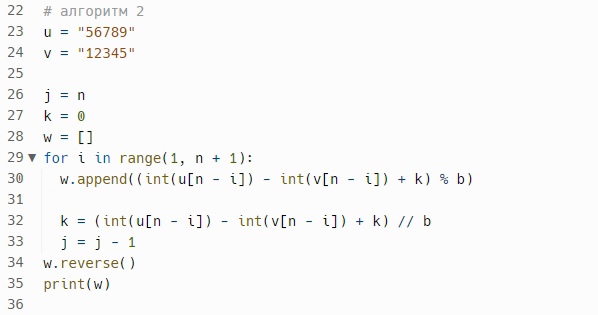 22 # алгоритм 2
23 u = "56789"
24 v = "12345"
25
26 j = n
27 k = 0
28 w = []
29 ▼ for i in range(1, n + 1):
30 w.append((int(u[n - i]) - int(v[n - i]) + k) % b)
31
32 k = (int(u[n - i]) - int(v[n - i]) + k) // b
33 j = j - 1
34 w.reverse()
35 print(w)
36